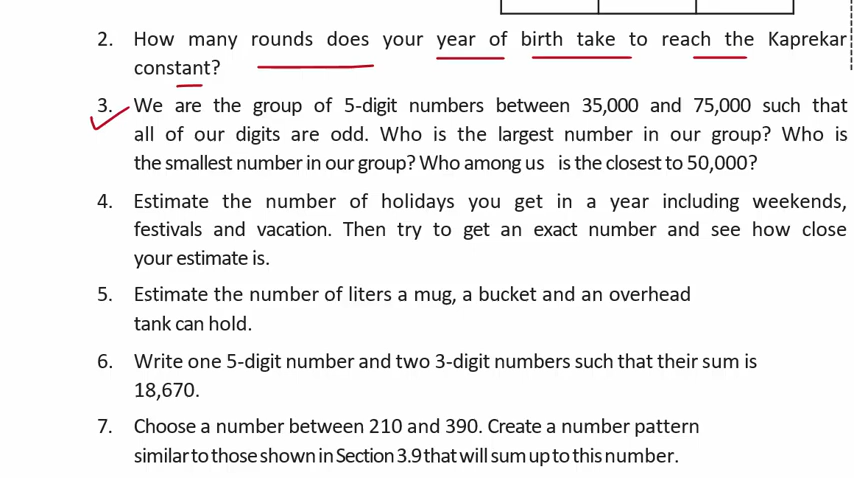 2. How many rounds does your year of birth take to reach the Kaprekar
constant?
3. We are the group of 5-digit numbers between 35,000 and 75,000 such that
all of our digits are odd. Who is the largest number in our group? Who is
the smallest number in our group? Who among us is the closest to 50,000?
4. Estimate the number of holidays you get in a year including weekends,
festivals and vacation. Then try to get an exact number and see how close
your estimate is.
5. Estimate the number of liters a mug, a bucket and an overhead
tank can hold.
6. Write one 5-digit number and two 3-digit numbers such that their sum is
18,670.
7. Choose a number between 210 and 390. Create a number pattern
similar to those shown in Section 3.9 that will sum up to this number.